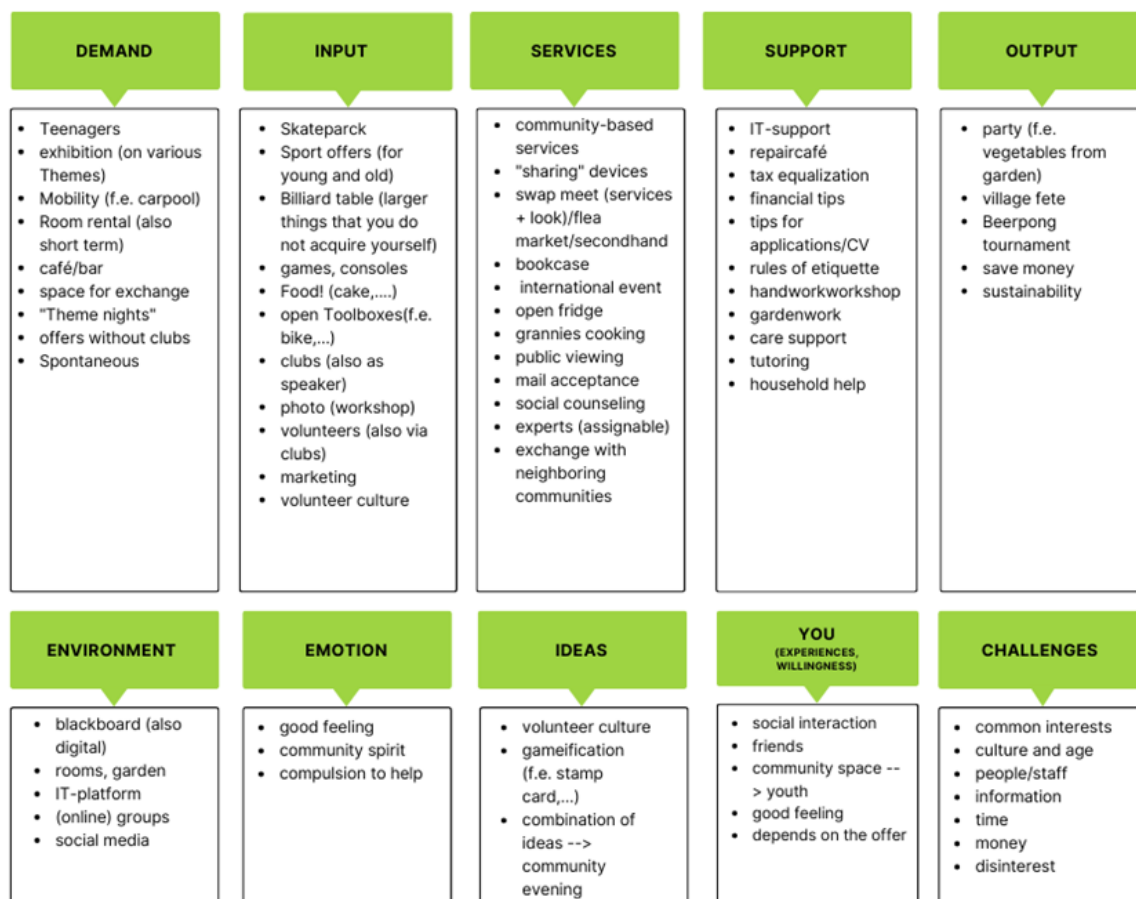 DEMAND
• Teenagers
• exhibition (on various
Themes)
• Mobility (f.e. carpool)
• Room rental (also
short term)
• café/bar
• space for exchange
• "Theme nights"
• offers without clubs
• Spontaneous
INPUT
• Skateparck
• Sport offers (for
young and old)
• Billiard table (larger
things that you do
not acquire yourself)
• games, consoles
• Food! (cake,....)
• open Toolboxes(f.e.
bike,...)
• clubs (also as
speaker)
• photo (workshop)
• volunteers (also via
clubs)
• marketing
• volunteer culture
SERVICES
• community-based
services
• "sharing" devices
• swap meet (services
+ look)/flea
market/secondhand
• bookcase
• international event
• open fridge
• grannies cooking
• public viewing
• mail acceptance
• social counseling
• experts (assignable)
• exchange with
neighboring
communities
SUPPORT
• IT-support
• repaircafé
• tax equalization
• financial tips
• tips for
applications/CV
• rules of etiquette
• handworkworkshop
• gardenwork
• care support
• tutoring
• household help
OUTPUT
• party (f.e.
vegetables from
garden)
• village fete
• Beerpong
tournament
• save money
• sustainability
ENVIRONMENT
• blackboard (also
digital)
• rooms, garden
• IT-platform
• (online) groups
• social media
EMOTION
• good feeling
• community spirit
• compulsion to help
IDEAS
• volunteer culture
• gameification
(f.e. stamp
card,...)
• combination of
ideas -->
community
evening
YOU
(EXPERIENCES,
WILLINGNESS)
• social interaction
• friends
• community space --
> youth
• good feeling
• depends on the offer
CHALLENGES
• common interests
• culture and age
• people/staff
• information
• time
• money
• disinterest